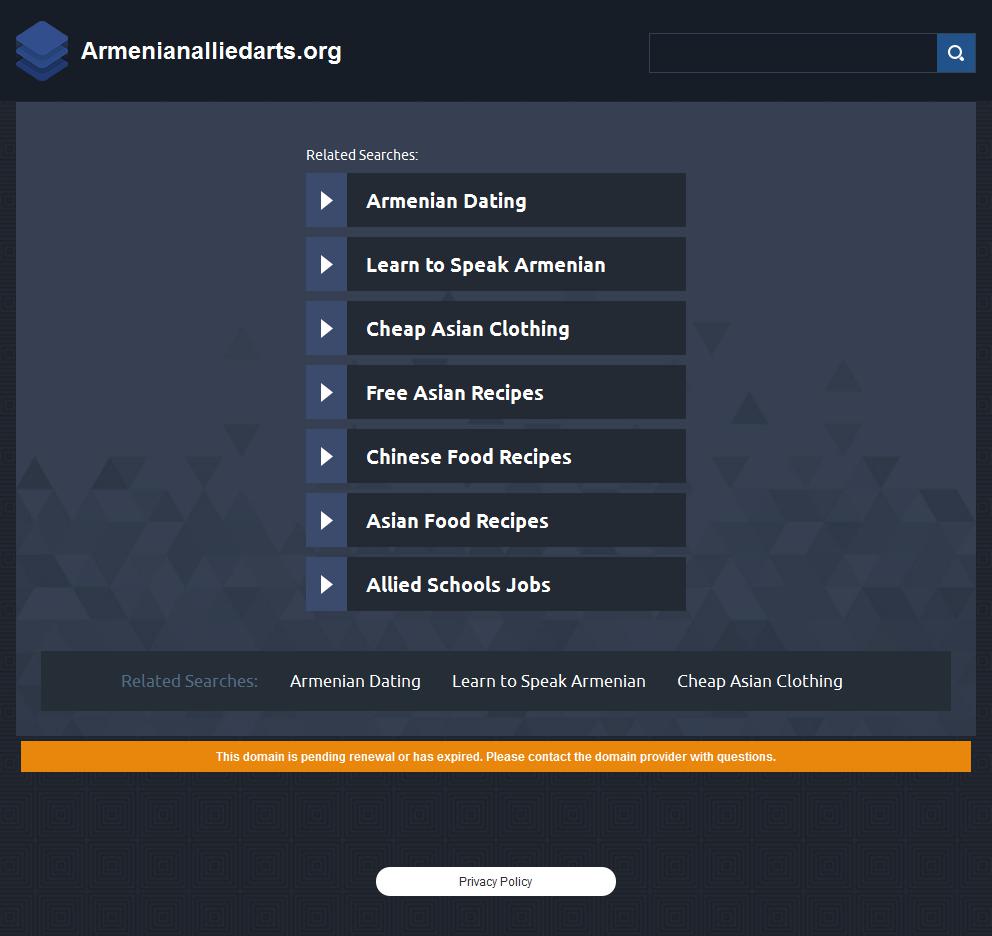 Armenianalliedarts.org
Related Searches:
Armenian Dating
Learn to Speak Armenian
Cheap Asian Clothing
Free Asian Recipes
Chinese Food Recipes
Asian Food Recipes
Allied Schools Jobs
Related Searches: Armenian Dating Learn to Speak Armenian Cheap Asian Clothing
This domain is pending renewal or has expired. Please contact the domain provider with questions.
Privacy Policy